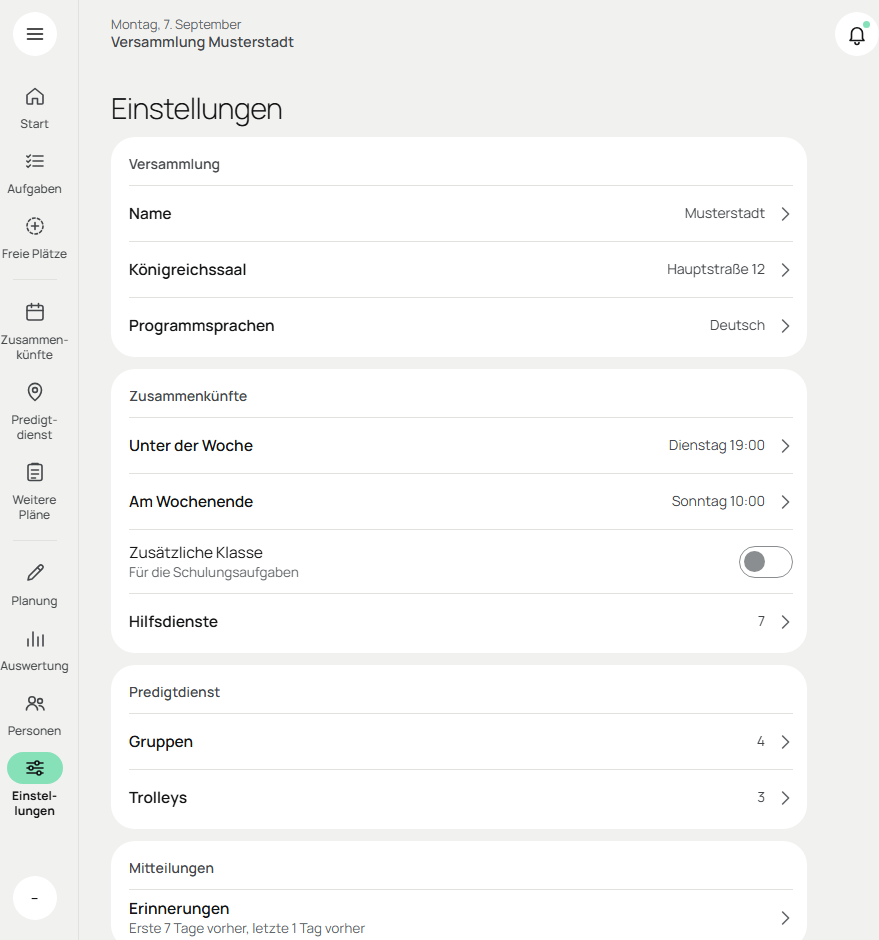 Montag, 7. September
Versammlung Musterstadt
Start
Aufgaben
Freie Plätze
Zusammen-
künfte
Predigt-
dienst
Weitere
Pläne
Planung
Auswertung
Personen
Einstel-
lungen
–
Einstellungen
Versammlung
Name Musterstadt
Königreichssaal Hauptstraße 12
Programmsprachen Deutsch
Zusammenkünfte
Unter der Woche Dienstag 19:00
Am Wochenende Sonntag 10:00
Zusätzliche Klasse
Für die Schulungsaufgaben
Hilfsdienste 7
Predigtdienst
Gruppen 4
Trolleys 3
Mitteilungen
Erinnerungen
Erste 7 Tage vorher, letzte 1 Tag vorher